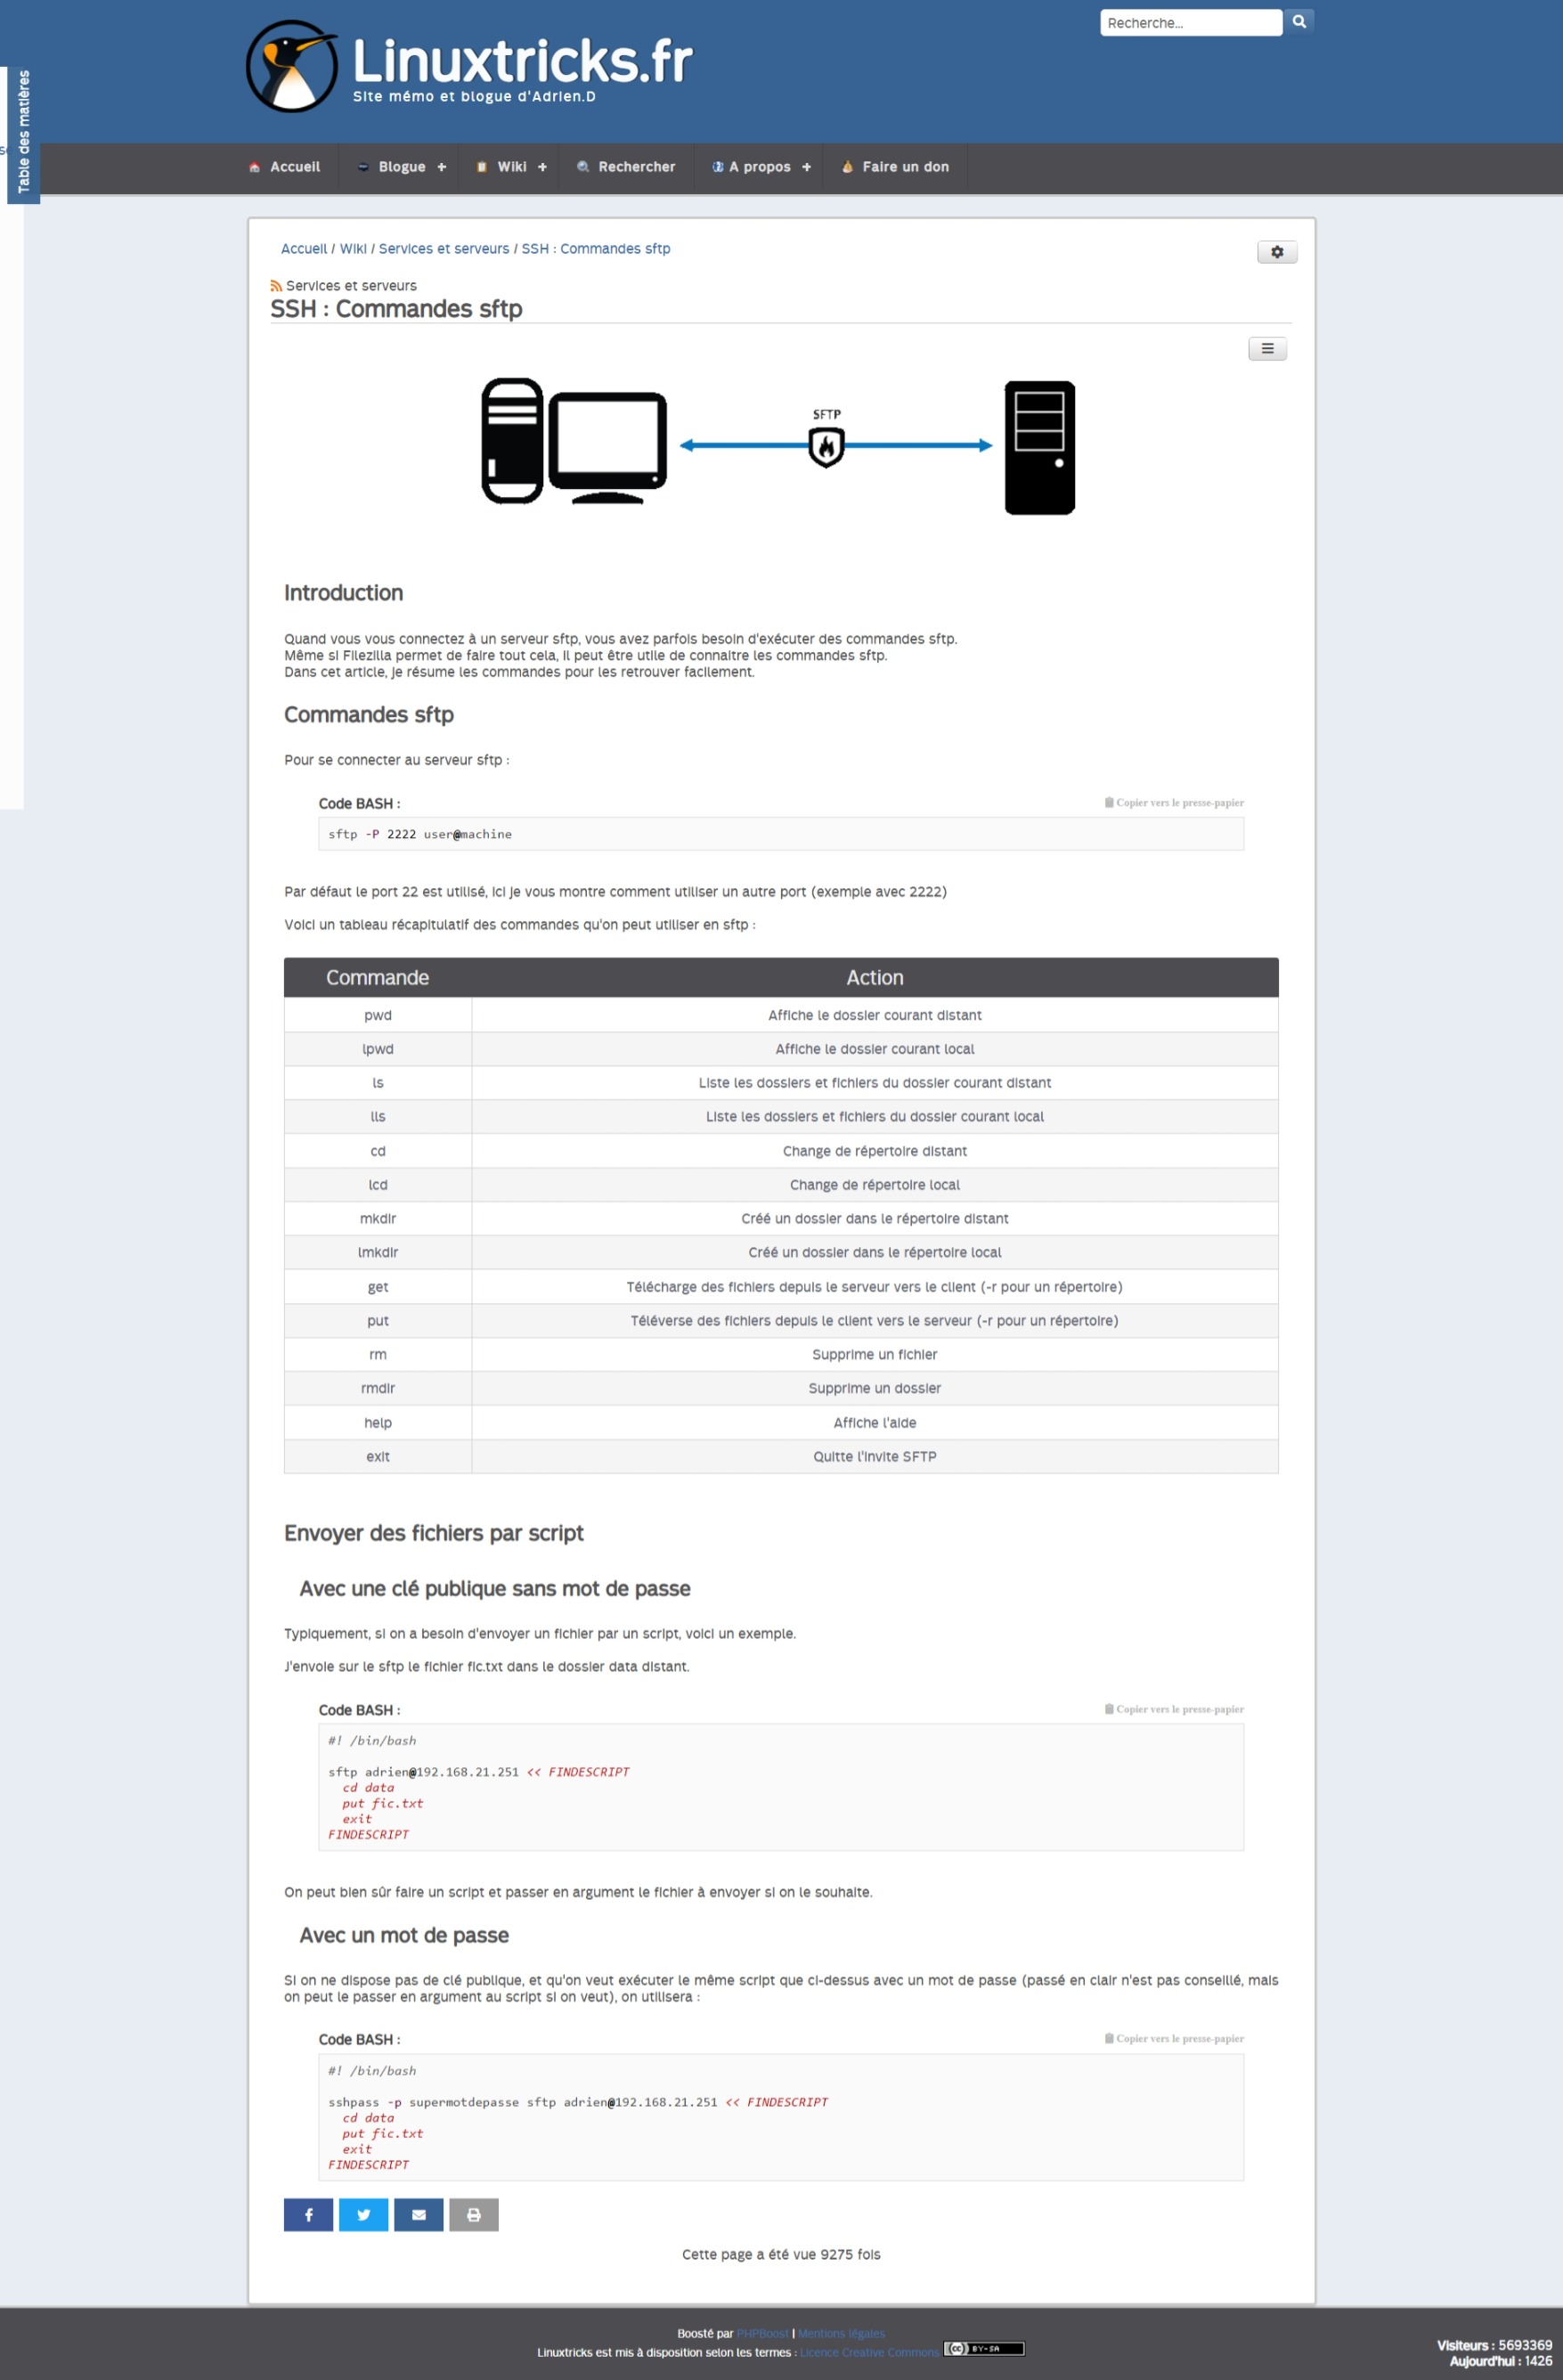 Recherche...
Linuxtricks.fr
Site mémo et blogue d'Adrien.D
Table des matières
Accueil Blogue + Wiki + Rechercher A propos + Faire un don
Accueil / Wiki / Services et serveurs / SSH : Commandes sftp
Services et serveurs
SSH : Commandes sftp
SFTP
Introduction
Quand vous vous connectez à un serveur sftp, vous avez parfois besoin d'exécuter des commandes sftp.
Même si Filezilla permet de faire tout cela, il peut être utile de connaitre les commandes sftp.
Dans cet article, je résume les commandes pour les retrouver facilement.
Commandes sftp
Pour se connecter au serveur sftp :
Code BASH : Copier vers le presse-papier
sftp -P 2222 user@machine
Par défaut le port 22 est utilisé, ici je vous montre comment utiliser un autre port (exemple avec 2222)
Voici un tableau récapitulatif des commandes qu'on peut utiliser en sftp :
Commande Action
pwd Affiche le dossier courant distant
lpwd Affiche le dossier courant local
ls Liste les dossiers et fichiers du dossier courant distant
lls Liste les dossiers et fichiers du dossier courant local
cd Change de répertoire distant
lcd Change de répertoire local
mkdir Créé un dossier dans le répertoire distant
lmkdir Créé un dossier dans le répertoire local
get Télécharge des fichiers depuis le serveur vers le client (-r pour un répertoire)
put Téléverse des fichiers depuis le client vers le serveur (-r pour un répertoire)
rm Supprime un fichier
rmdir Supprime un dossier
help Affiche l'aide
exit Quitte l'invite SFTP
Envoyer des fichiers par script
Avec une clé publique sans mot de passe
Typiquement, si on a besoin d'envoyer un fichier par un script, voici un exemple.
J'envoie sur le sftp le fichier fic.txt dans le dossier data distant.
Code BASH : Copier vers le presse-papier
#! /bin/bash
sftp adrien@192.168.21.251 << FINDESCRIPT
cd data
put fic.txt
exit
FINDESCRIPT
On peut bien sûr faire un script et passer en argument le fichier à envoyer si on le souhaite.
Avec un mot de passe
Si on ne dispose pas de clé publique, et qu'on veut exécuter le même script que ci-dessus avec un mot de passe (passé en clair n'est pas conseillé, mais
on peut le passer en argument au script si on veut), on utilisera :
Code BASH : Copier vers le presse-papier
#! /bin/bash
sshpass -p supermotdepasse sftp adrien@192.168.21.251 << FINDESCRIPT
cd data
put fic.txt
exit
FINDESCRIPT
Cette page a été vue 9275 fois
Boosté par PHPBoost | Mentions légales
Linuxtricks est mis à disposition selon les termes : Licence Creative Commons cc BY-SA
Visiteurs : 5693369
Aujourd'hui : 1426